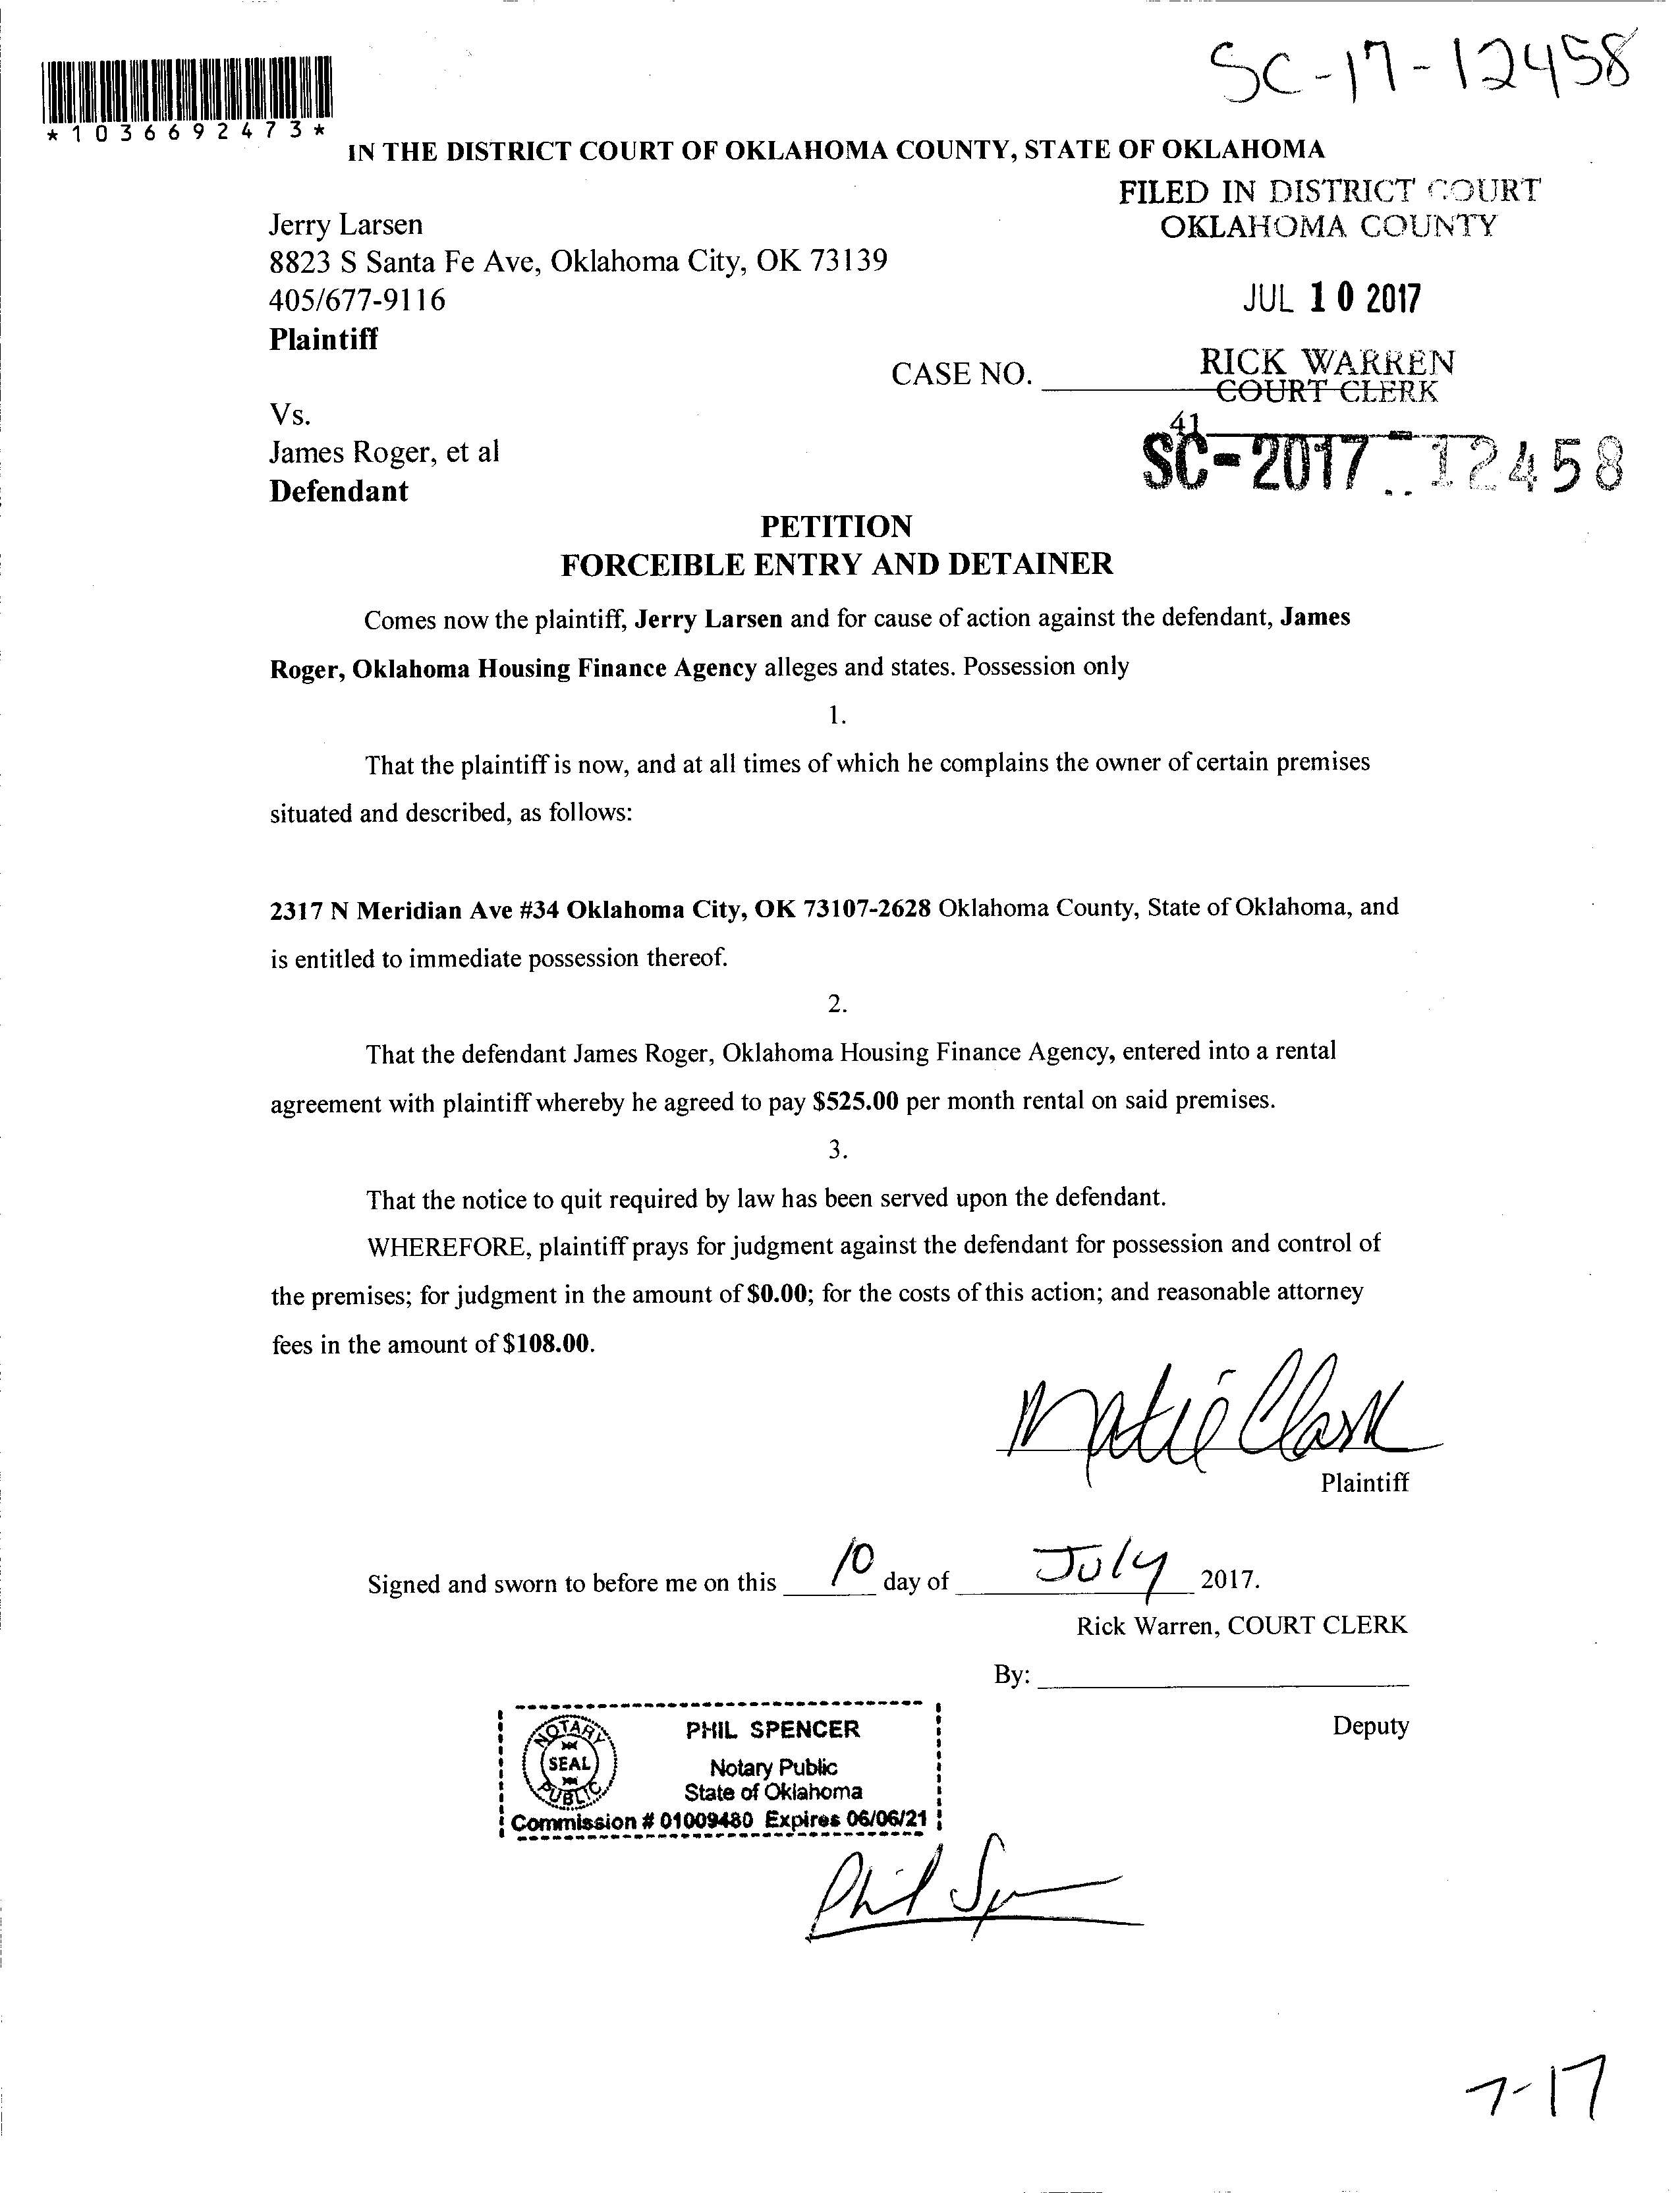 SC-17-12458
*1036692473*
IN THE DISTRICT COURT OF OKLAHOMA COUNTY, STATE OF OKLAHOMA
FILED IN DISTRICT COURT
OKLAHOMA COUNTY
Jerry Larsen
8823 S Santa Fe Ave, Oklahoma City, OK 73139
405/677-9116
JUL 10 2017
Plaintiff
RICK WARREN
COURT CLERK
CASE NO.
41
Vs.
James Roger, et al
SC-2017-12458
Defendant
PETITION
FORCEIBLE ENTRY AND DETAINER
Comes now the plaintiff, Jerry Larsen and for cause of action against the defendant, James
Roger, Oklahoma Housing Finance Agency alleges and states. Possession only
1.
That the plaintiff is now, and at all times of which he complains the owner of certain premises
situated and described, as follows:
2317 N Meridian Ave #34 Oklahoma City, OK 73107-2628 Oklahoma County, State of Oklahoma, and
is entitled to immediate possession thereof.
2.
That the defendant James Roger, Oklahoma Housing Finance Agency, entered into a rental
agreement with plaintiff whereby he agreed to pay $525.00 per month rental on said premises.
3.
That the notice to quit required by law has been served upon the defendant.
WHEREFORE, plaintiff prays for judgment against the defendant for possession and control of
the premises; for judgment in the amount of $0.00; for the costs of this action; and reasonable attorney
fees in the amount of $108.00.
Clark
Plaintiff
Signed and sworn to before me on this 10 day of July 2017.
Rick Warren, COURT CLERK
By:
Deputy
NOTARY
SEAL
PUBLIC
PHIL SPENCER
Notary Public
State of Oklahoma
Commission # 01009480 Expires 06/06/21
Phil
7-17